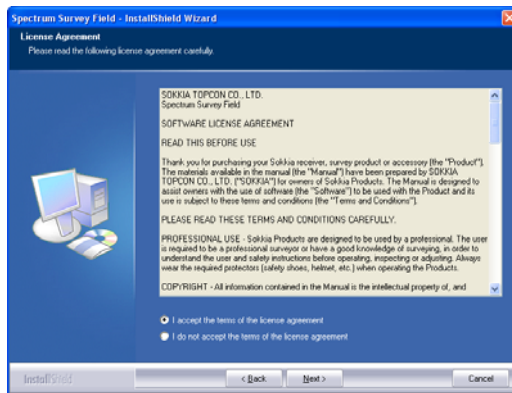 Spectrum Survey Field - InstallShield Wizard
License Agreement
Please read the following license agreement carefully.
SOKKIA TOPCON CO., LTD.
Spectrum Survey Field
SOFTWARE LICENSE AGREEMENT
READ THIS BEFORE USE
Thank you for purchasing your Sokkia receiver, survey product or accessory (the "Product").
The materials available in the manual (the "Manual") have been prepared by SOKKIA
TOPCON CO., LTD. ("SOKKIA") for owners of Sokkia Products. The Manual is designed to
assist owners with the use of software (the "Software") to be used with the Product and its
use is subject to these terms and conditions (the "Terms and Conditions").
PLEASE READ THESE TERMS AND CONDITIONS CAREFULLY.
PROFESSIONAL USE - Sokkia Products are designed to be used by a professional. The user
is required to be a professional surveyor or have a good knowledge of surveying, in order to
understand the user and safety instructions before operating, inspecting or adjusting. Always
wear the required protectors (safety shoes, helmet, etc.) when operating the Products.
COPYRIGHT - All information contained in the Manual is the intellectual property of, and
I accept the terms of the license agreement
I do not accept the terms of the license agreement
InstallShield
< Back
Next >
Cancel